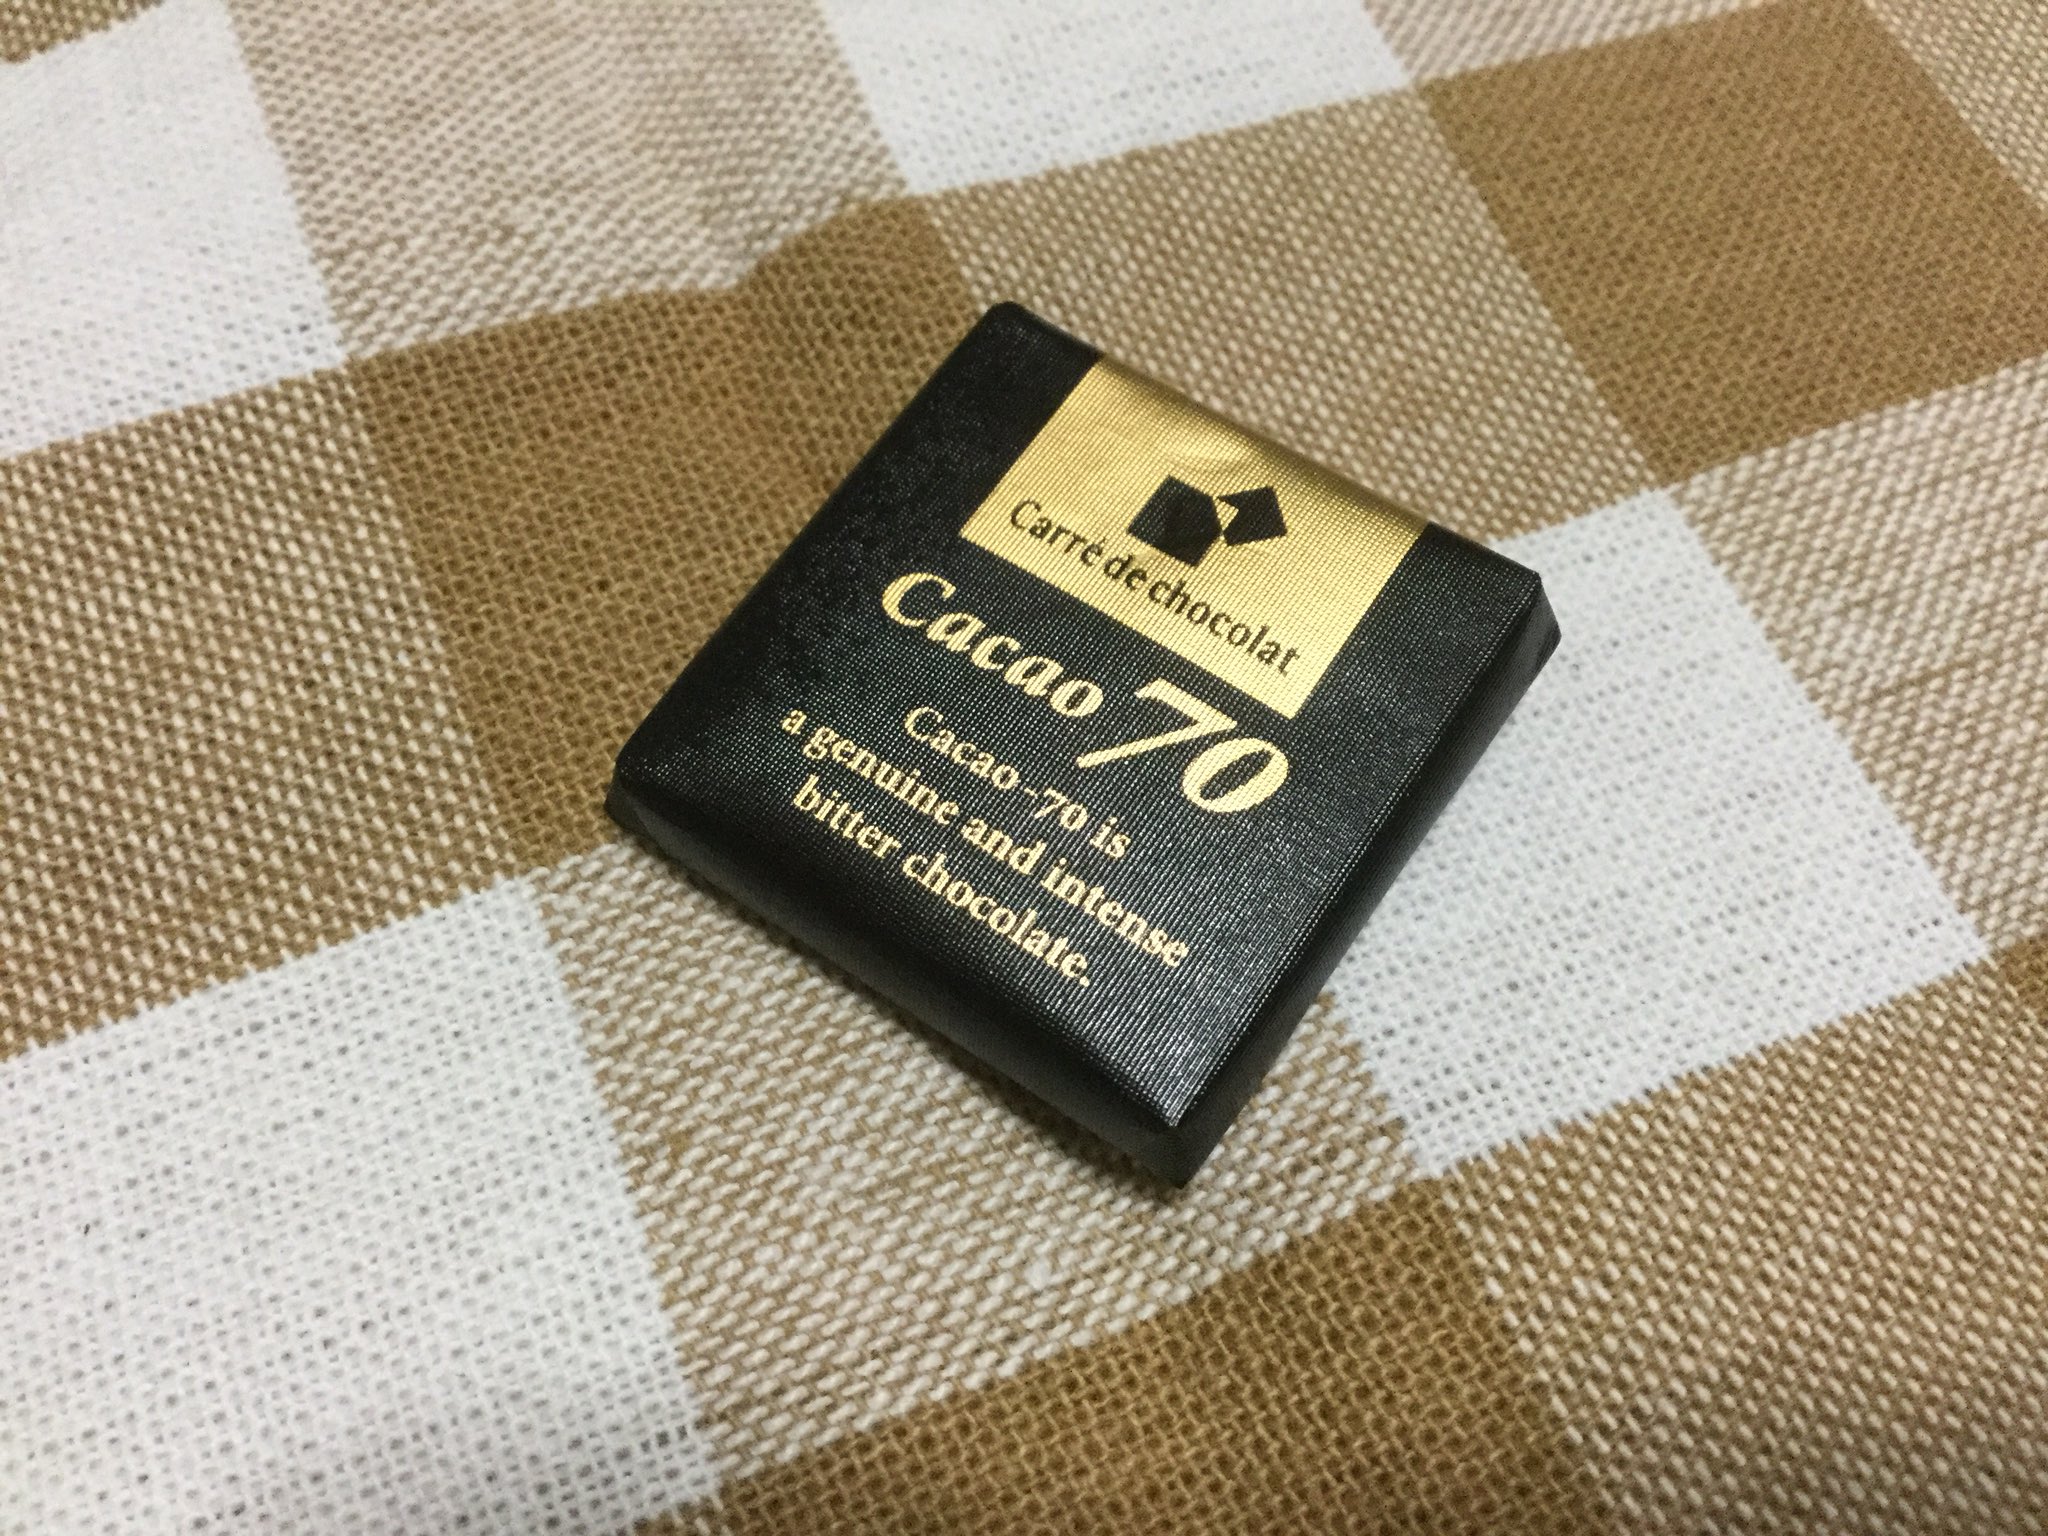 Carré de chocolat
Cacao 70
Cacao -70 is
a genuine and intense
bitter chocolate.